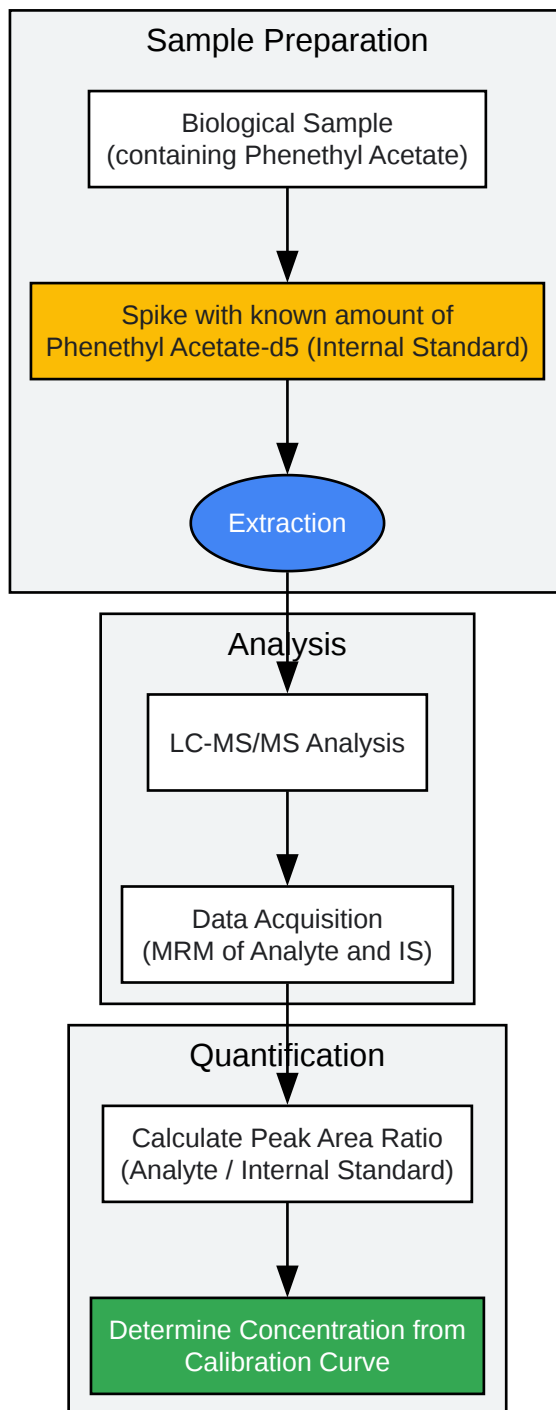 Sample Preparation
Biological Sample
(containing Phenethyl Acetate)
Spike with known amount of
Phenethyl Acetate-d5 (Internal Standard)
Extraction
Analysis
LC-MS/MS Analysis
Data Acquisition
(MRM of Analyte and IS)
Quantification
Calculate Peak Area Ratio
(Analyte / Internal Standard)
Determine Concentration from
Calibration Curve